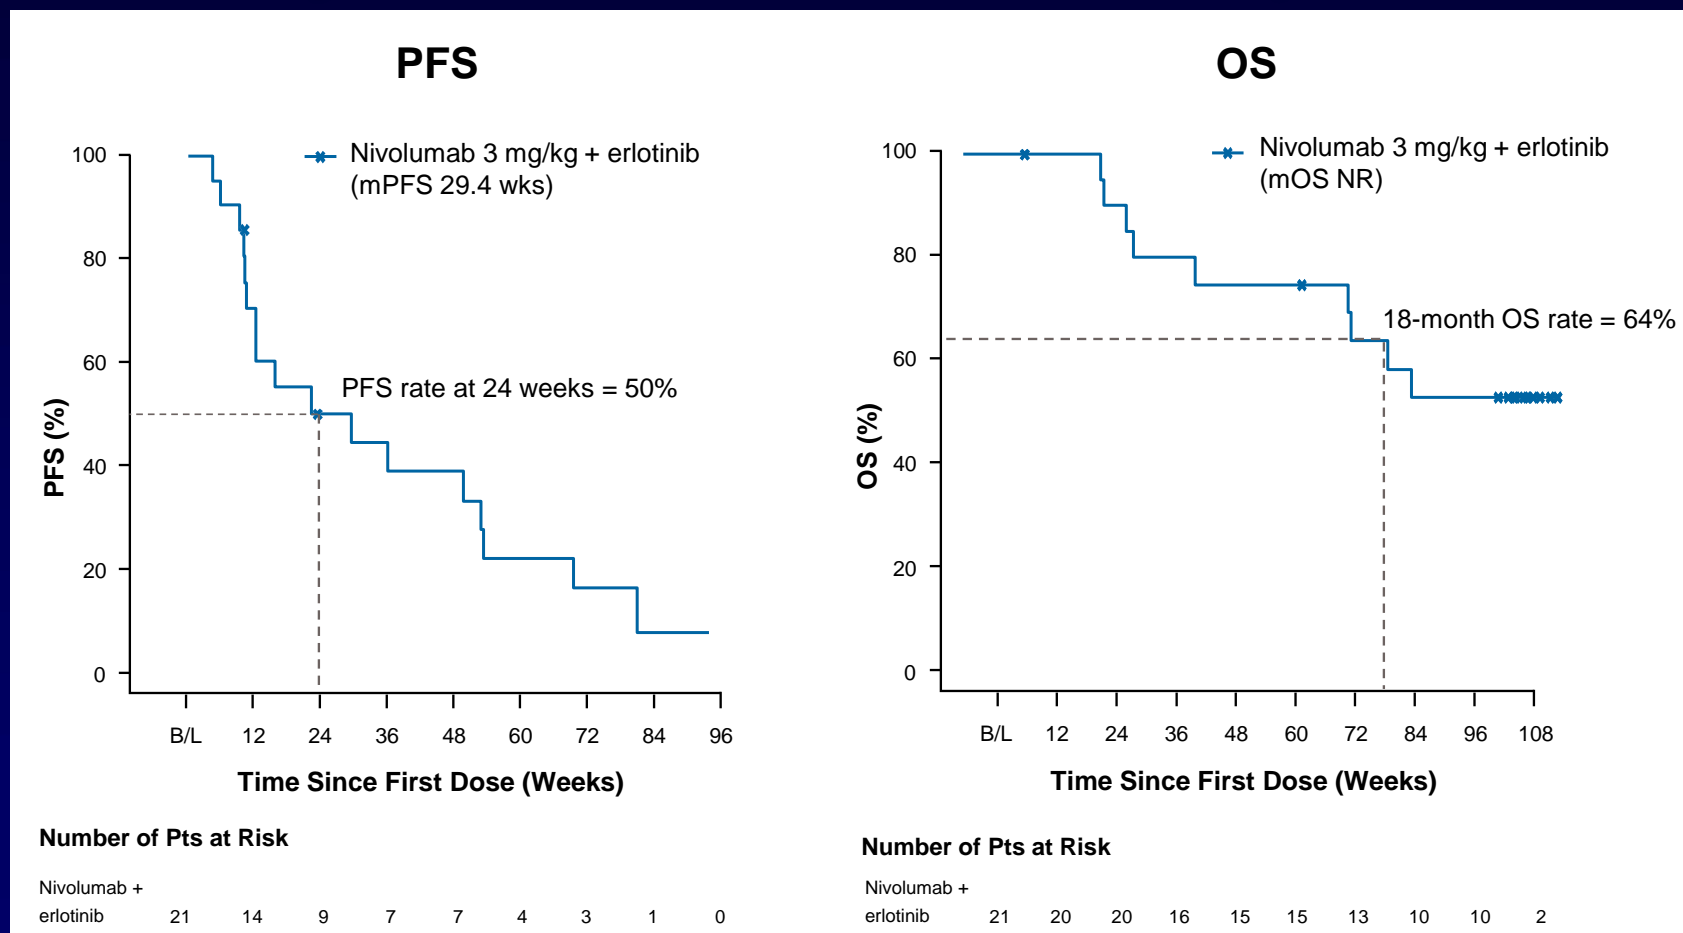 PFS
Nivolumab 3 mg/kg + erlotinib
(mPFS 29.4 wks)
100
80
60
40
20
0
PFS (%)
PFS rate at 24 weeks = 50%
B/L 12 24 36 48 60 72 84 96
Time Since First Dose (Weeks)
Number of Pts at Risk
Nivolumab +
erlotinib 21 14 9 7 7 4 3 1 0
OS
Nivolumab 3 mg/kg + erlotinib
(mOS NR)
100
80
60
40
20
0
OS (%)
18-month OS rate = 64%
B/L 12 24 36 48 60 72 84 96 108
Time Since First Dose (Weeks)
Number of Pts at Risk
Nivolumab +
erlotinib 21 20 20 16 15 15 13 10 10 2